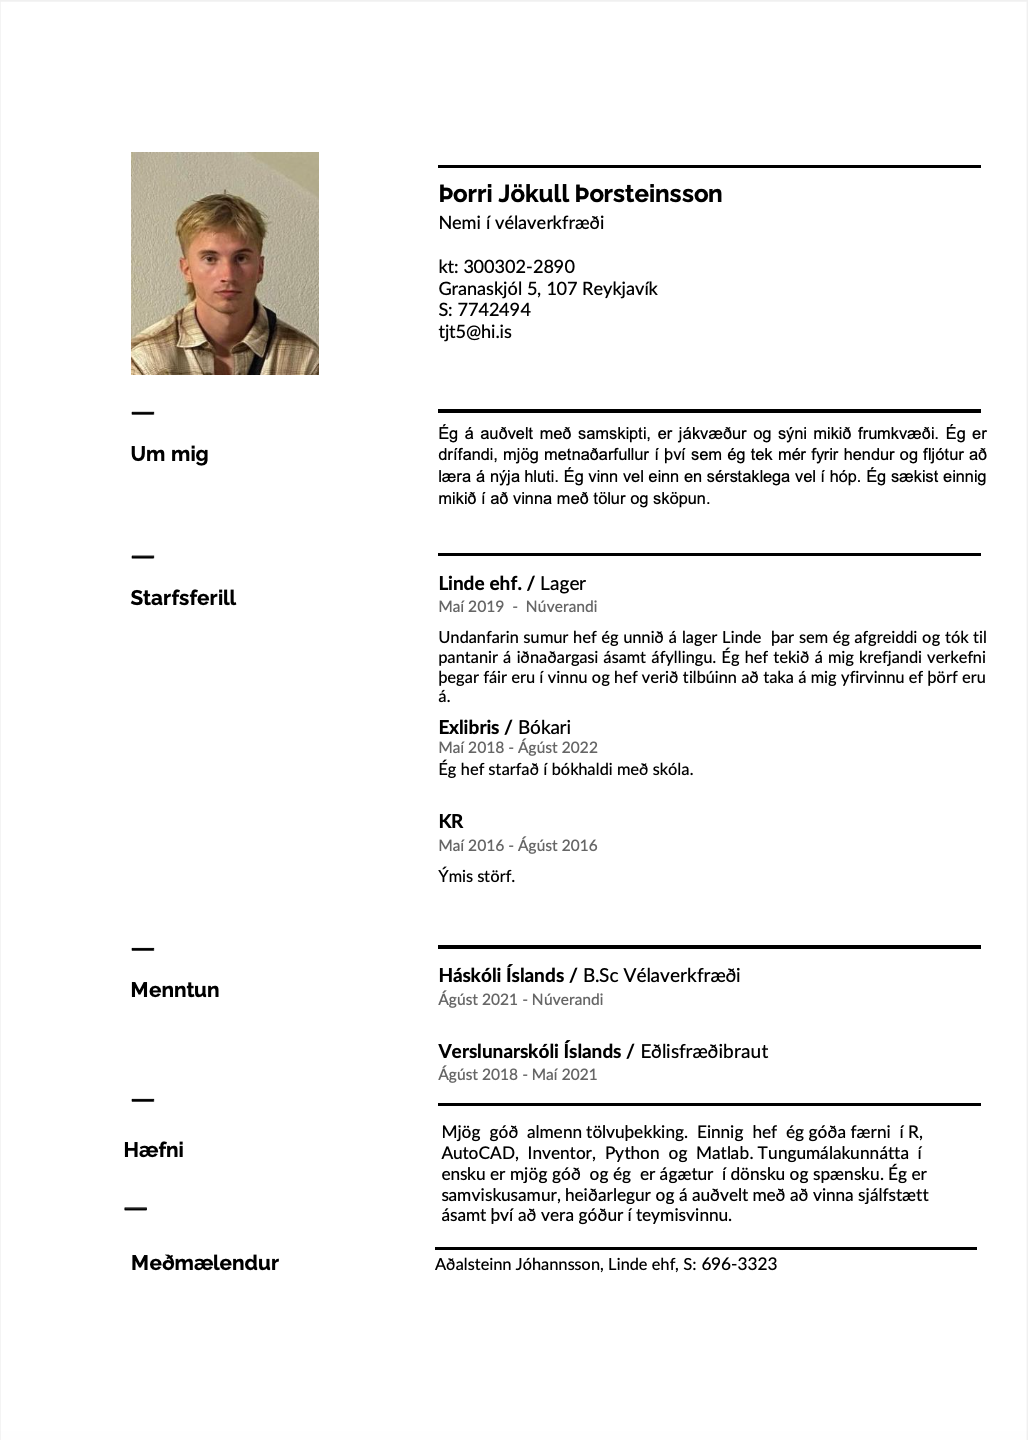 Þorri Jökull Þorsteinsson
Nemi í vélaverkfræði
kt: 300302-2890
Granaskjól 5, 107 Reykjavík
S: 7742494
tjt5@hi.is
Um mig
Ég á auðvelt með samskipti, er jákvæður og sýni mikið frumkvæði. Ég er
drífandi, mjög metnaðarfullur í því sem ég tek mér fyrir hendur og fljótur að
læra á nýja hluti. Ég vinn vel einn en sérstaklega vel í hóp. Ég sækist einnig
mikið í að vinna með tölur og sköpun.
Starfsferill
Linde ehf. / Lager
Maí 2019 - Núverandi
Undanfarin sumur hef ég unnið á lager Linde þar sem ég afgreiddi og tók til
pantanir á iðnaðargasi ásamt áfyllingu. Ég hef tekið á mig krefjandi verkefni
þegar fáir eru í vinnu og hef verið tilbúinn að taka á mig yfirvinnu ef þörf eru
á.
Exlibris / Bókari
Maí 2018 - Ágúst 2022
Ég hef starfað í bókhaldi með skóla.
KR
Maí 2016 - Ágúst 2016
Ýmis störf.
Menntun
Háskóli Íslands / B.Sc Vélaverkfræði
Ágúst 2021 - Núverandi
Verslunarskóli Íslands / Eðlisfræðibraut
Ágúst 2018 - Maí 2021
Hæfni
Mjög góð almenn tölvuþekking. Einnig hef ég góða færni í R,
AutoCAD, Inventor, Python og Matlab. Tungumálakunnátta í
ensku er mjög góð og ég er ágætur í dönsku og spænsku. Ég er
samviskusamur, heiðarlegur og á auðvelt með að vinna sjálfstætt
ásamt því að vera góður í teymisvinnu.
Meðmælendur
Aðalsteinn Jóhannsson, Linde ehf, S: 696-3323